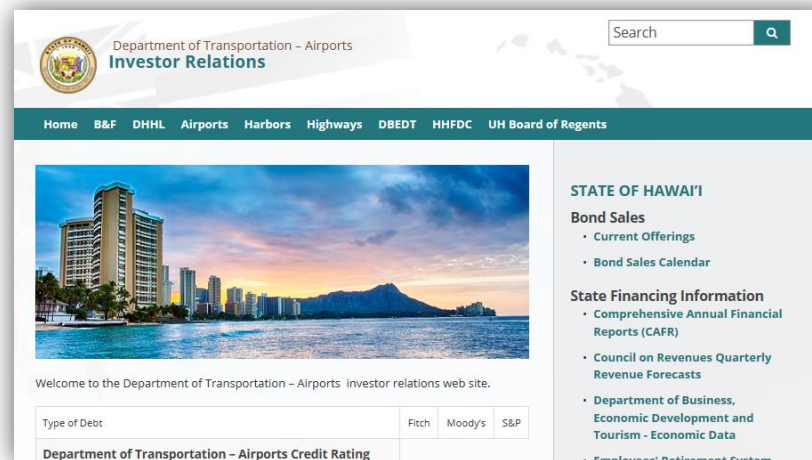 Search
Department of Transportation – Airports
Investor Relations
Home B&F DHHL Airports Harbors Highways DBEDT HHFDC UH Board of Regents
Welcome to the Department of Transportation – Airports investor relations web site.
Type of Debt Fitch Moody's S&P
Department of Transportation – Airports Credit Rating
STATE OF HAWAI'I
Bond Sales
• Current Offerings
• Bond Sales Calendar
State Financing Information
• Comprehensive Annual Financial
Reports (CAFR)
• Council on Revenues Quarterly
Revenue Forecasts
• Department of Business,
Economic Development and
Tourism - Economic Data
• Employees' Retirement System